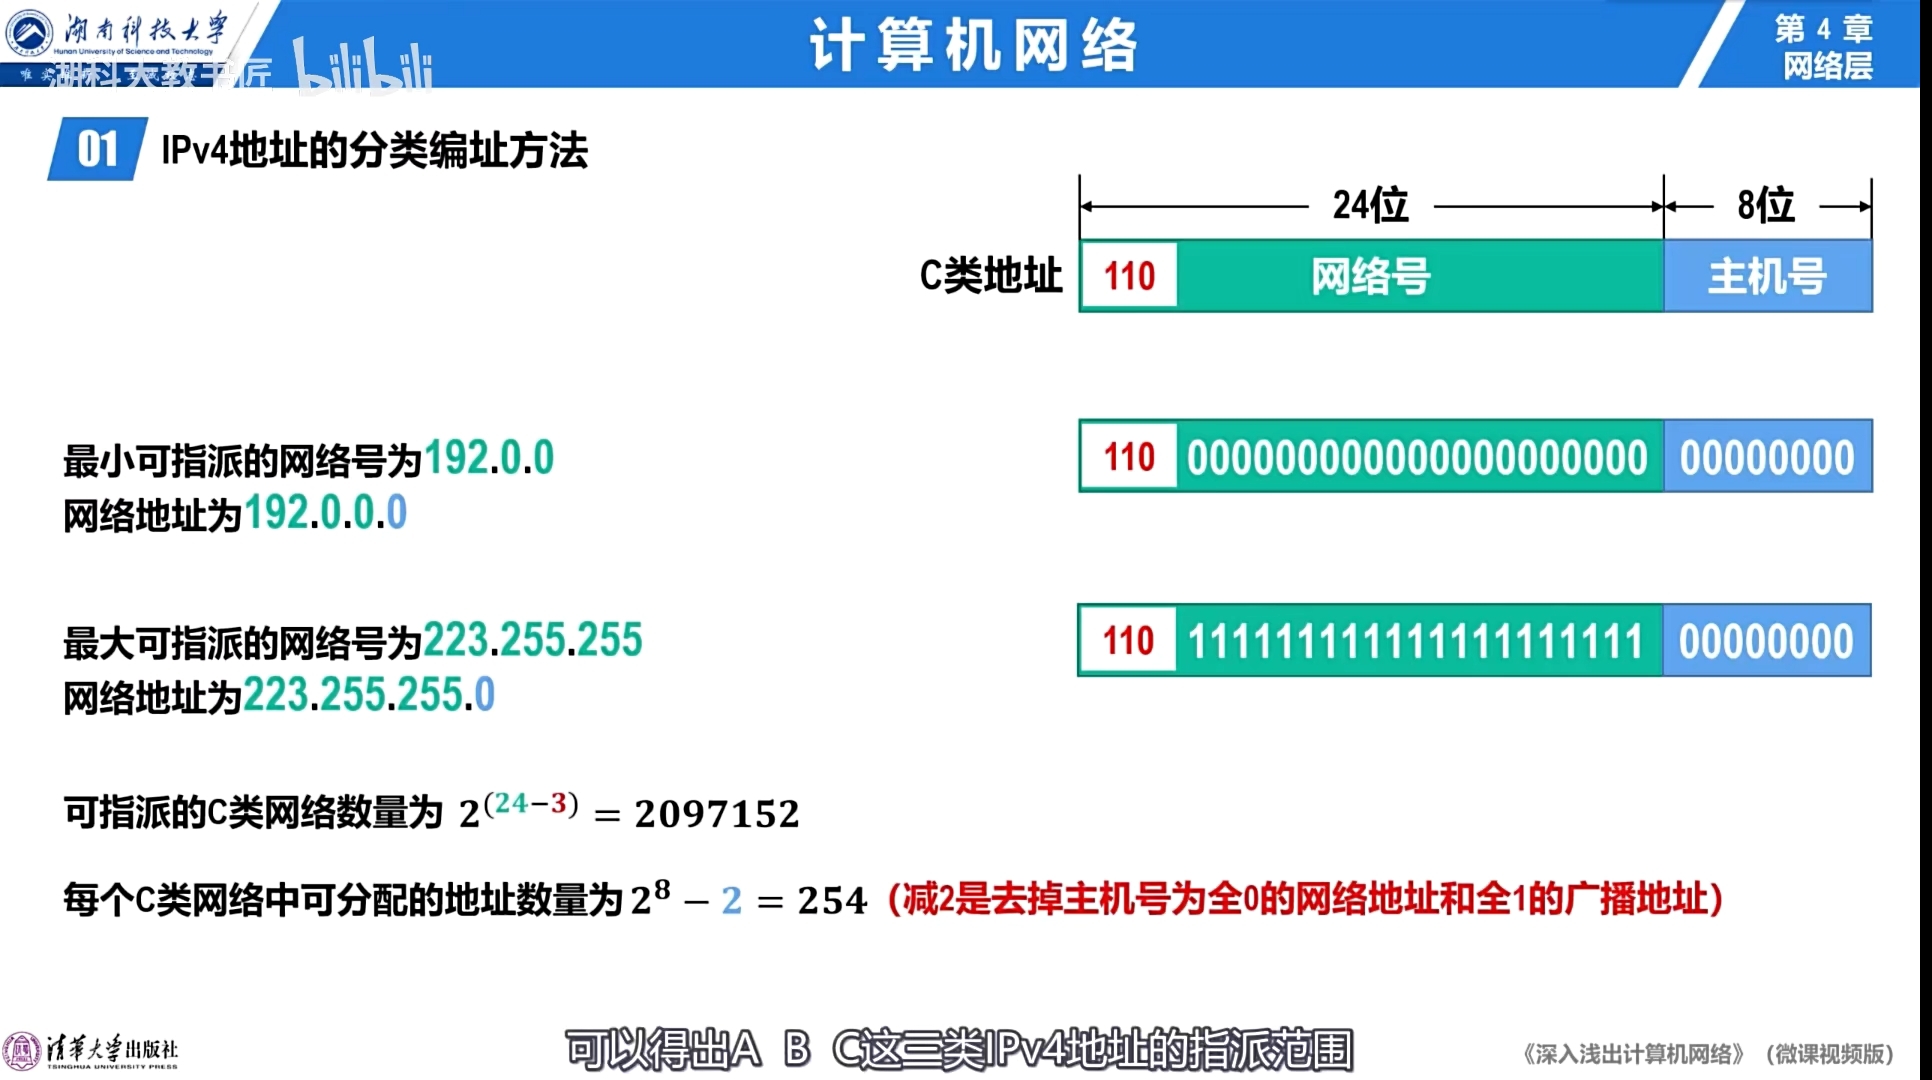 湖南科技大学
Hunan University of Science and Technology
湖科大教书匠 bilibili
计算机网络
第 4 章
网络层
01 IPv4地址的分类编址方法
24位 8位
C类地址 110 网络号 主机号
最小可指派的网络号为192.0.0
网络地址为192.0.0.0
110 000000000000000000000 00000000
最大可指派的网络号为223.255.255
网络地址为223.255.255.0
110 111111111111111111111 00000000
可指派的C类网络数量为 2^(24−3) = 2097152
每个C类网络中可分配的地址数量为 2^8 − 2 = 254（减2是去掉主机号为全0的网络地址和全1的广播地址）
可以得出A B C这三类IPv4地址的指派范围
清华大学出版社
TSINGHUA UNIVERSITY PRESS
《深入浅出计算机网络》（微课视频版）